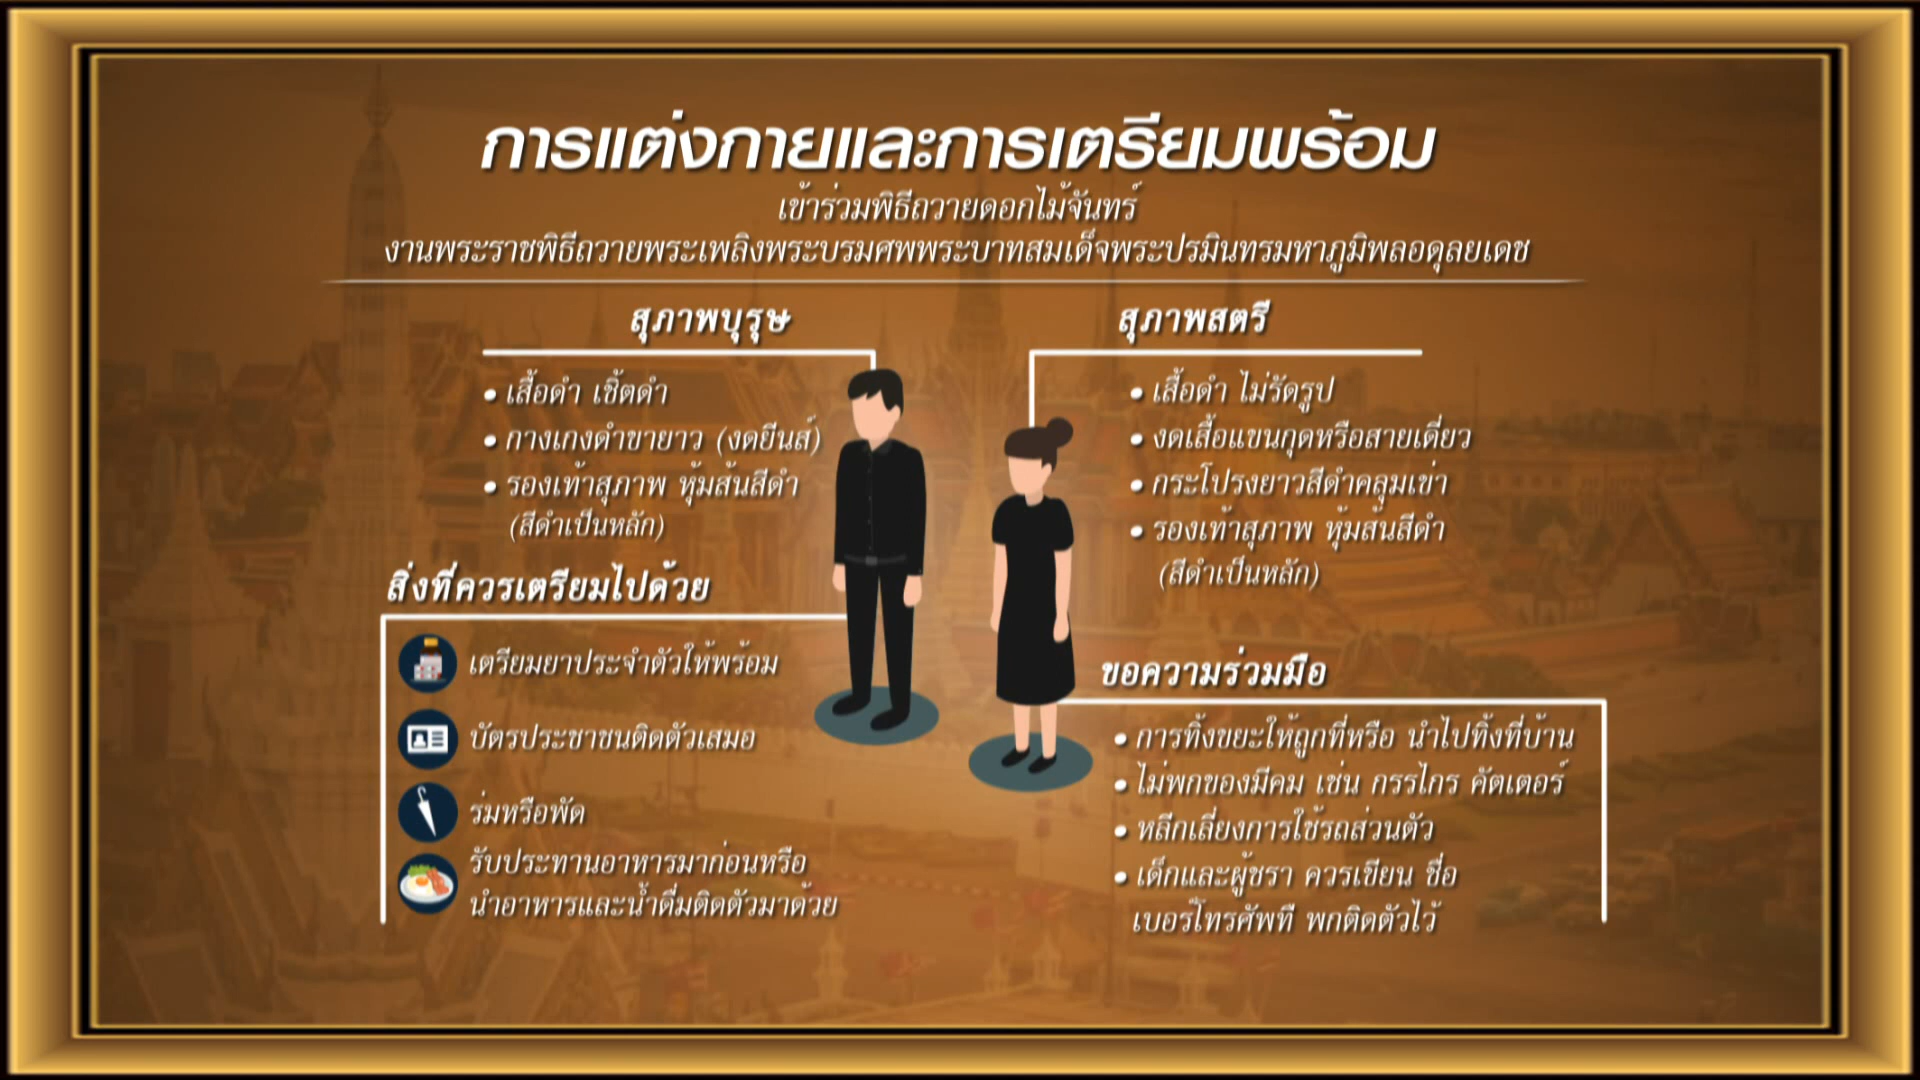 การแต่งกายและการเตรียมพร้อม
เข้าร่วมพิธีถวายดอกไม้จันทร์
งานพระราชพิธีถวายพระเพลิงพระบรมศพพระบาทสมเด็จพระปรมินทรมหาภูมิพลอดุลยเดช
สุภาพบุรุษ
• เสื้อดำ เชิ้ตดำ
• กางเกงดำขายาว (งดยีนส์)
• รองเท้าสุภาพ หุ้มส้นสีดำ
(สีดำเป็นหลัก)
สุภาพสตรี
• เสื้อดำ ไม่รัดรูป
• งดเสื้อแขนกุดหรือสายเดี่ยว
• กระโปรงยาวสีดำคลุมเข่า
• รองเท้าสุภาพ หุ้มส้นสีดำ
(สีดำเป็นหลัก)
สิ่งที่ควรเตรียมไปด้วย
เตรียมยาประจำตัวให้พร้อม
บัตรประชาชนติดตัวเสมอ
ร่มหรือพัด
รับประทานอาหารมาก่อนหรือ
นำอาหารและน้ำดื่มติดตัวมาด้วย
ขอความร่วมมือ
• การทิ้งขยะให้ถูกที่หรือ นำไปทิ้งที่บ้าน
• ไม่พกของมีคม เช่น กรรไกร คัตเตอร์
• หลีกเลี่ยงการใช้รถส่วนตัว
• เด็กและผู้ชรา ควรเขียน ชื่อ
เบอร์โทรศัพท์ พกติดตัวไว้